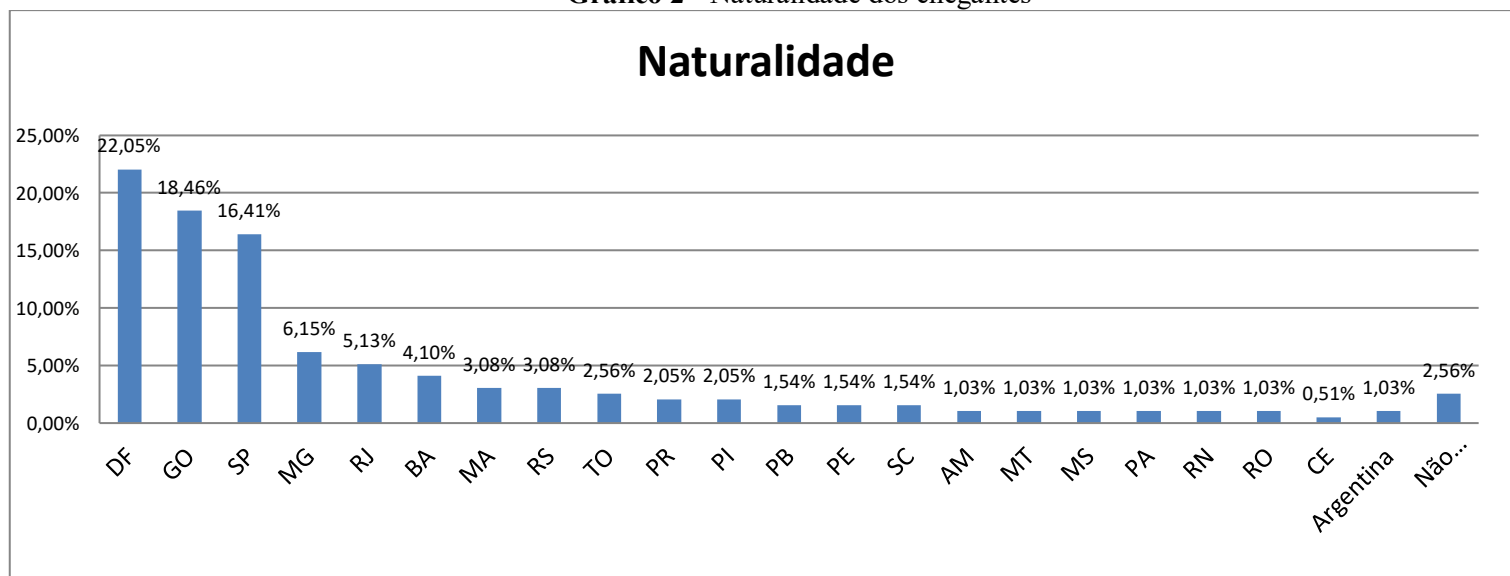 Gráfico 2 - Naturalidade dos chegantes
Naturalidade
25,00%
20,00%
15,00%
10,00%
5,00%
0,00%
22,05%
18,46%
16,41%
6,15%
5,13%
4,10%
3,08%
3,08%
2,56%
2,05%
2,05%
1,54%
1,54%
1,54%
1,03%
1,03%
1,03%
1,03%
1,03%
1,03%
0,51%
1,03%
2,56%
DF
GO
SP
MG
RJ
BA
MA
RS
TO
PR
PI
PB
PE
SC
AM
MT
MS
PA
RN
RO
CE
Argentina
Não...